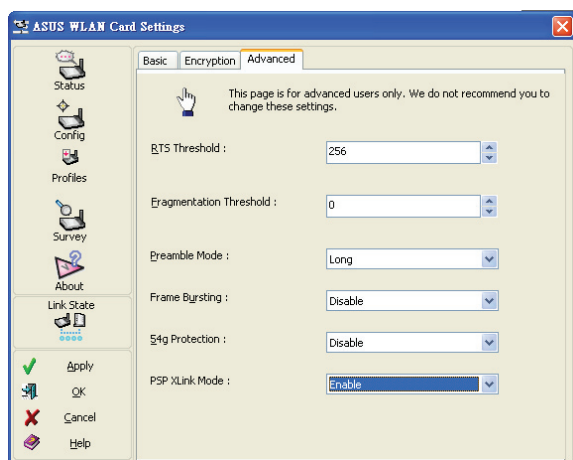 ASUS WLAN Card Settings
Status
Config
Profiles
Survey
About
Link State
Apply
OK
Cancel
Help
Basic Encryption Advanced
This page is for advanced users only. We do not recommend you to
change these settings.
RTS Threshold : 256
Fragmentation Threshold : 0
Preamble Mode : Long
Frame Bursting : Disable
54g Protection : Disable
PSP XLink Mode : Enable